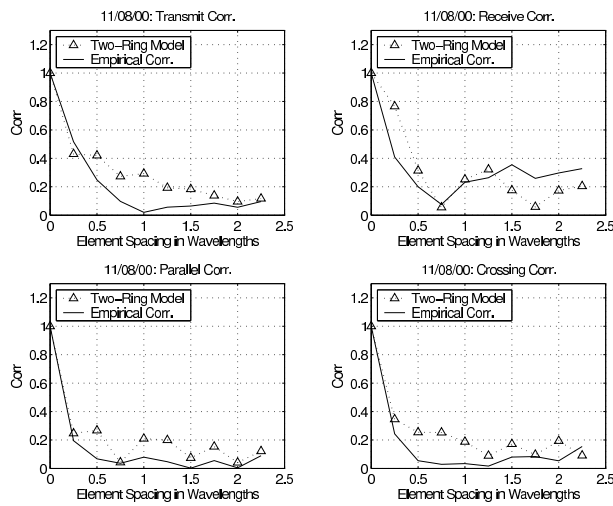 11/08/00: Transmit Corr.
Two-Ring Model
Empirical Corr.
Corr
1.2
1
0.8
0.6
0.4
0.2
0
0 0.5 1 1.5 2 2.5
Element Spacing in Wavelengths
11/08/00: Receive Corr.
Two-Ring Model
Empirical Corr.
Corr
1.2
1
0.8
0.6
0.4
0.2
0
0 0.5 1 1.5 2 2.5
Element Spacing in Wavelengths
11/08/00: Parallel Corr.
Two-Ring Model
Empirical Corr.
Corr
1.2
1
0.8
0.6
0.4
0.2
0
0 0.5 1 1.5 2 2.5
Element Spacing in Wavelengths
11/08/00: Crossing Corr.
Two-Ring Model
Empirical Corr.
Corr
1.2
1
0.8
0.6
0.4
0.2
0
0 0.5 1 1.5 2 2.5
Element Spacing in Wavelengths